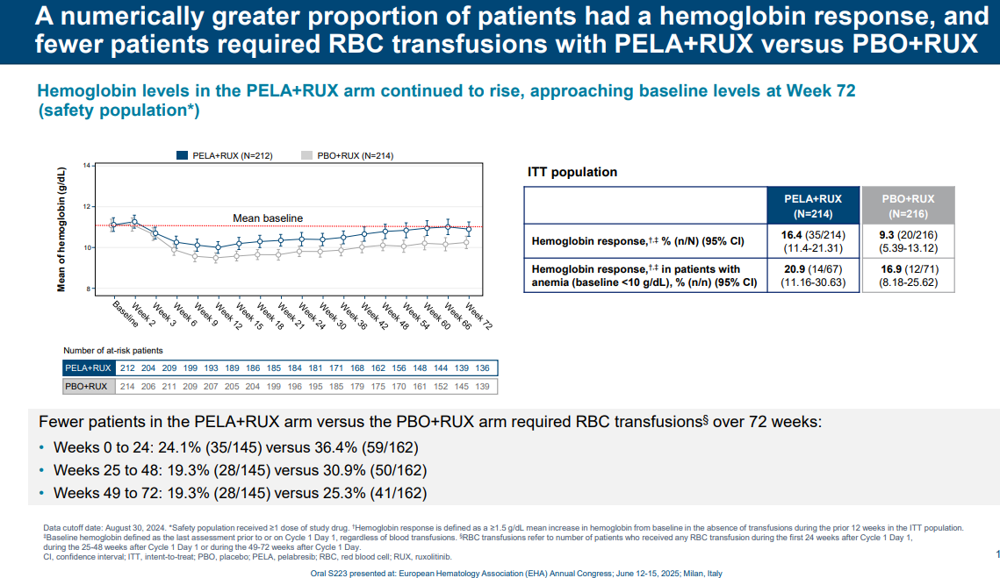 A numerically greater proportion of patients had a hemoglobin response, and
fewer patients required RBC transfusions with PELA+RUX versus PBO+RUX
Hemoglobin levels in the PELA+RUX arm continued to rise, approaching baseline levels at Week 72
(safety population*)
PELA+RUX (N=212)
PBO+RUX (N=214)
Mean of hemoglobin (g/dL)
14
12
10
8
Mean baseline
Baseline
Week 2
Week 3
Week 6
Week 9
Week 12
Week 15
Week 18
Week 21
Week 24
Week 30
Week 36
Week 42
Week 48
Week 54
Week 60
Week 66
Week 72
Number of at-risk patients
PELA+RUX 212 204 209 199 193 189 186 185 184 181 171 168 162 156 148 144 139 136
PBO+RUX 214 206 211 209 207 205 204 199 196 195 185 179 175 170 161 152 145 139
ITT population
PELA+RUX (N=214)
PBO+RUX (N=216)
Hemoglobin response,†,‡ % (n/N) (95% CI)
16.4 (35/214)
(11.4-21.31)
9.3 (20/216)
(5.39-13.12)
Hemoglobin response,†,‡ in patients with
anemia (baseline <10 g/dL), % (n/n) (95% CI)
20.9 (14/67)
(11.16-30.63)
16.9 (12/71)
(8.18-25.62)
Fewer patients in the PELA+RUX arm versus the PBO+RUX arm required RBC transfusions§ over 72 weeks:
• Weeks 0 to 24: 24.1% (35/145) versus 36.4% (59/162)
• Weeks 25 to 48: 19.3% (28/145) versus 30.9% (50/162)
• Weeks 49 to 72: 19.3% (28/145) versus 25.3% (41/162)
Data cutoff date: August 30, 2024. *Safety population received ≥1 dose of study drug. †Hemoglobin response is defined as a ≥1.5 g/dL mean increase in hemoglobin from baseline in the absence of transfusions during the prior 12 weeks in the ITT population.
‡Baseline hemoglobin defined as the last assessment prior to or on Cycle 1 Day 1, regardless of blood transfusions. §RBC transfusions refer to number of patients who received any RBC transfusion during the first 24 weeks after Cycle 1 Day 1,
during the 25-48 weeks after Cycle 1 Day 1 or during the 49-72 weeks after Cycle 1 Day 1.
CI, confidence interval; ITT, intent-to-treat; PBO, placebo; PELA, pelabresib; RBC, red blood cell; RUX, ruxolitinib.
1
Oral S223 presented at: European Hematology Association (EHA) Annual Congress; June 12-15, 2025; Milan, Italy